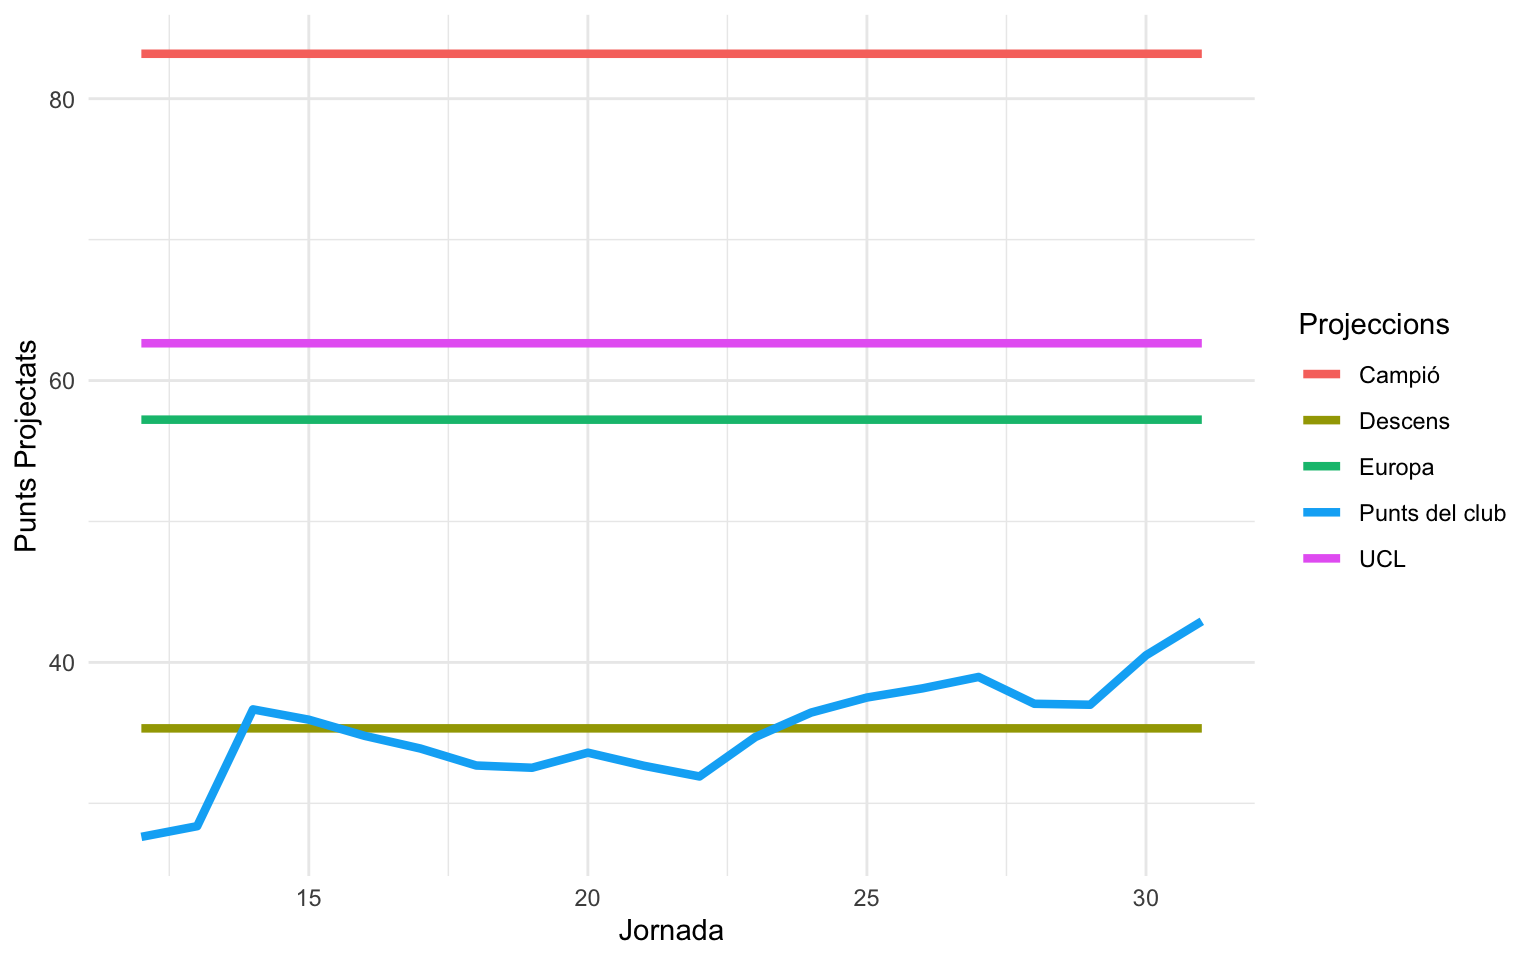 80
60
40
Punts Projectats
15 20 25 30
Jornada
Projeccions
Campió
Descens
Europa
Punts del club
UCL